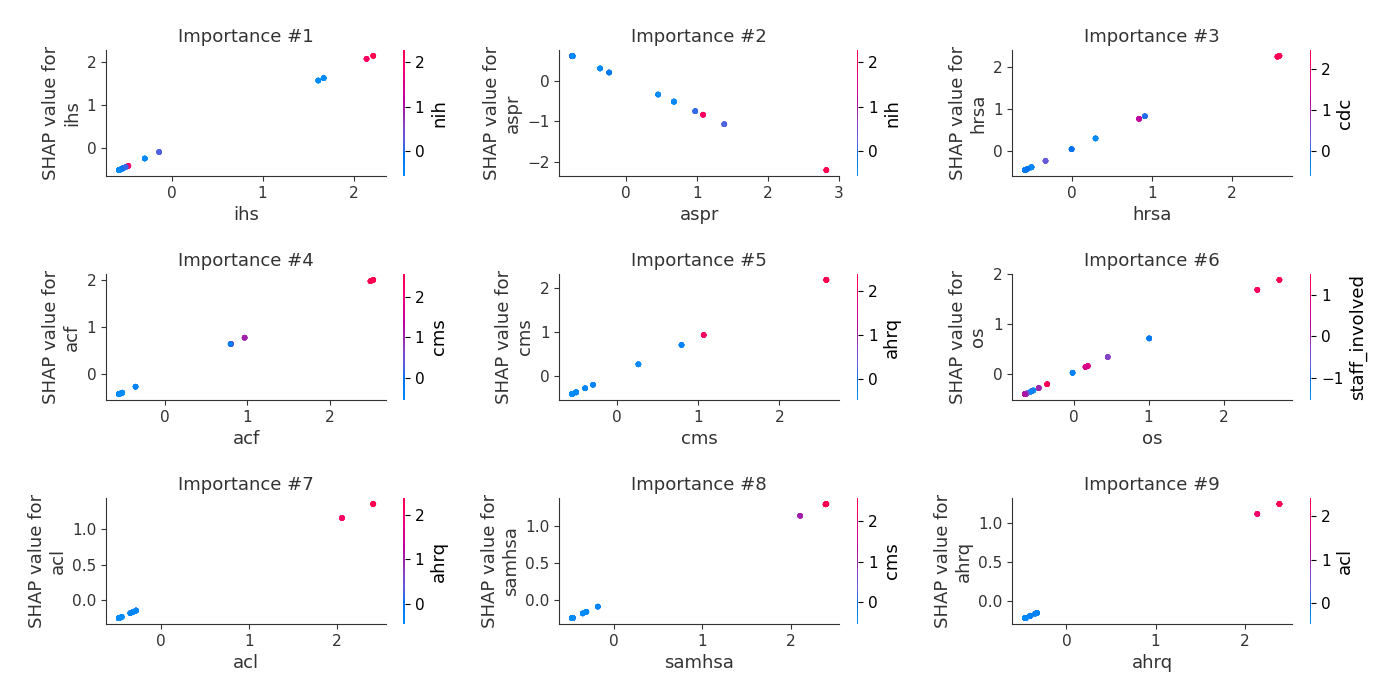 Importance #1
SHAP value for
ihs
2
1
0
0
1
2
ihs
2
1
0
nih
Importance #2
SHAP value for
aspr
0
−1
−2
0
1
2
3
aspr
2
1
0
nih
Importance #3
SHAP value for
hrsa
2
1
0
0
1
2
hrsa
2
1
0
cdc
Importance #4
SHAP value for
acf
2
1
0
0
1
2
acf
2
1
0
cms
Importance #5
SHAP value for
cms
2
1
0
0
1
2
cms
2
1
0
ahrq
Importance #6
SHAP value for
os
2
1
0
0
1
2
os
1
0
−1
staff_involved
Importance #7
SHAP value for
acl
1.0
0.5
0.0
0
1
2
acl
2
1
0
ahrq
Importance #8
SHAP value for
samhsa
1.0
0.5
0.0
0
1
2
samhsa
2
1
0
cms
Importance #9
SHAP value for
ahrq
1.0
0.5
0.0
0
1
2
ahrq
2
1
0
acl